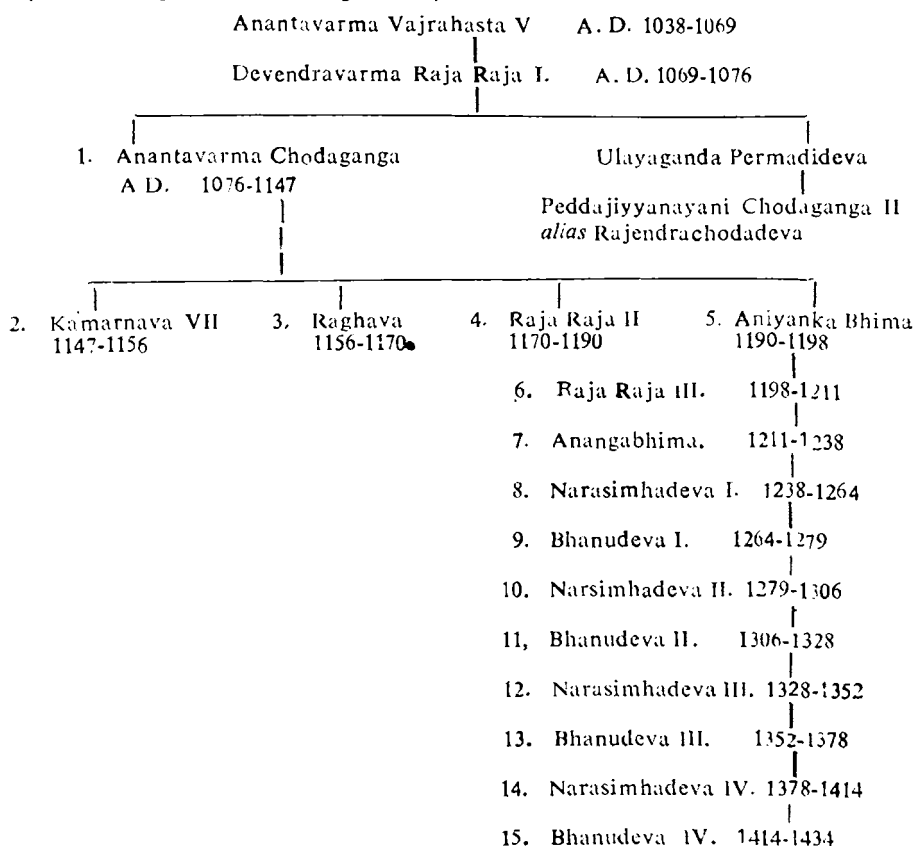 Anantavarma Vajrahasta V A. D. 1038-1069
Devendravarma Raja Raja I. A. D. 1069-1076
1. Anantavarma Chodaganga Ulayaganda Permadideva
A D. 1076-1147 Peddajiyyanayani Chodaganga II
alias Rajendrachodadeva
2. Kamarnava VII 3, Raghava 4. Raja Raja II 5. Aniyanka Bhima
1147-1156 1156-1170 1170-1190 1190-1198
6. Raja Raja III. 1198-1211
7. Anangabhima. 1211-1238
8. Narasimhadeva I. 1238-1264
9. Bhanudeva I. 1264-1279
10. Narsimhadeva II. 1279-1306
11, Bhanudeva II. 1306-1328
12. Narasimhadeva III. 1328-1352
13. Bhanudeva III. 1352-1378
14. Narasimhadeva IV. 1378-1414
15. Bhanudeva IV. 1414-1434